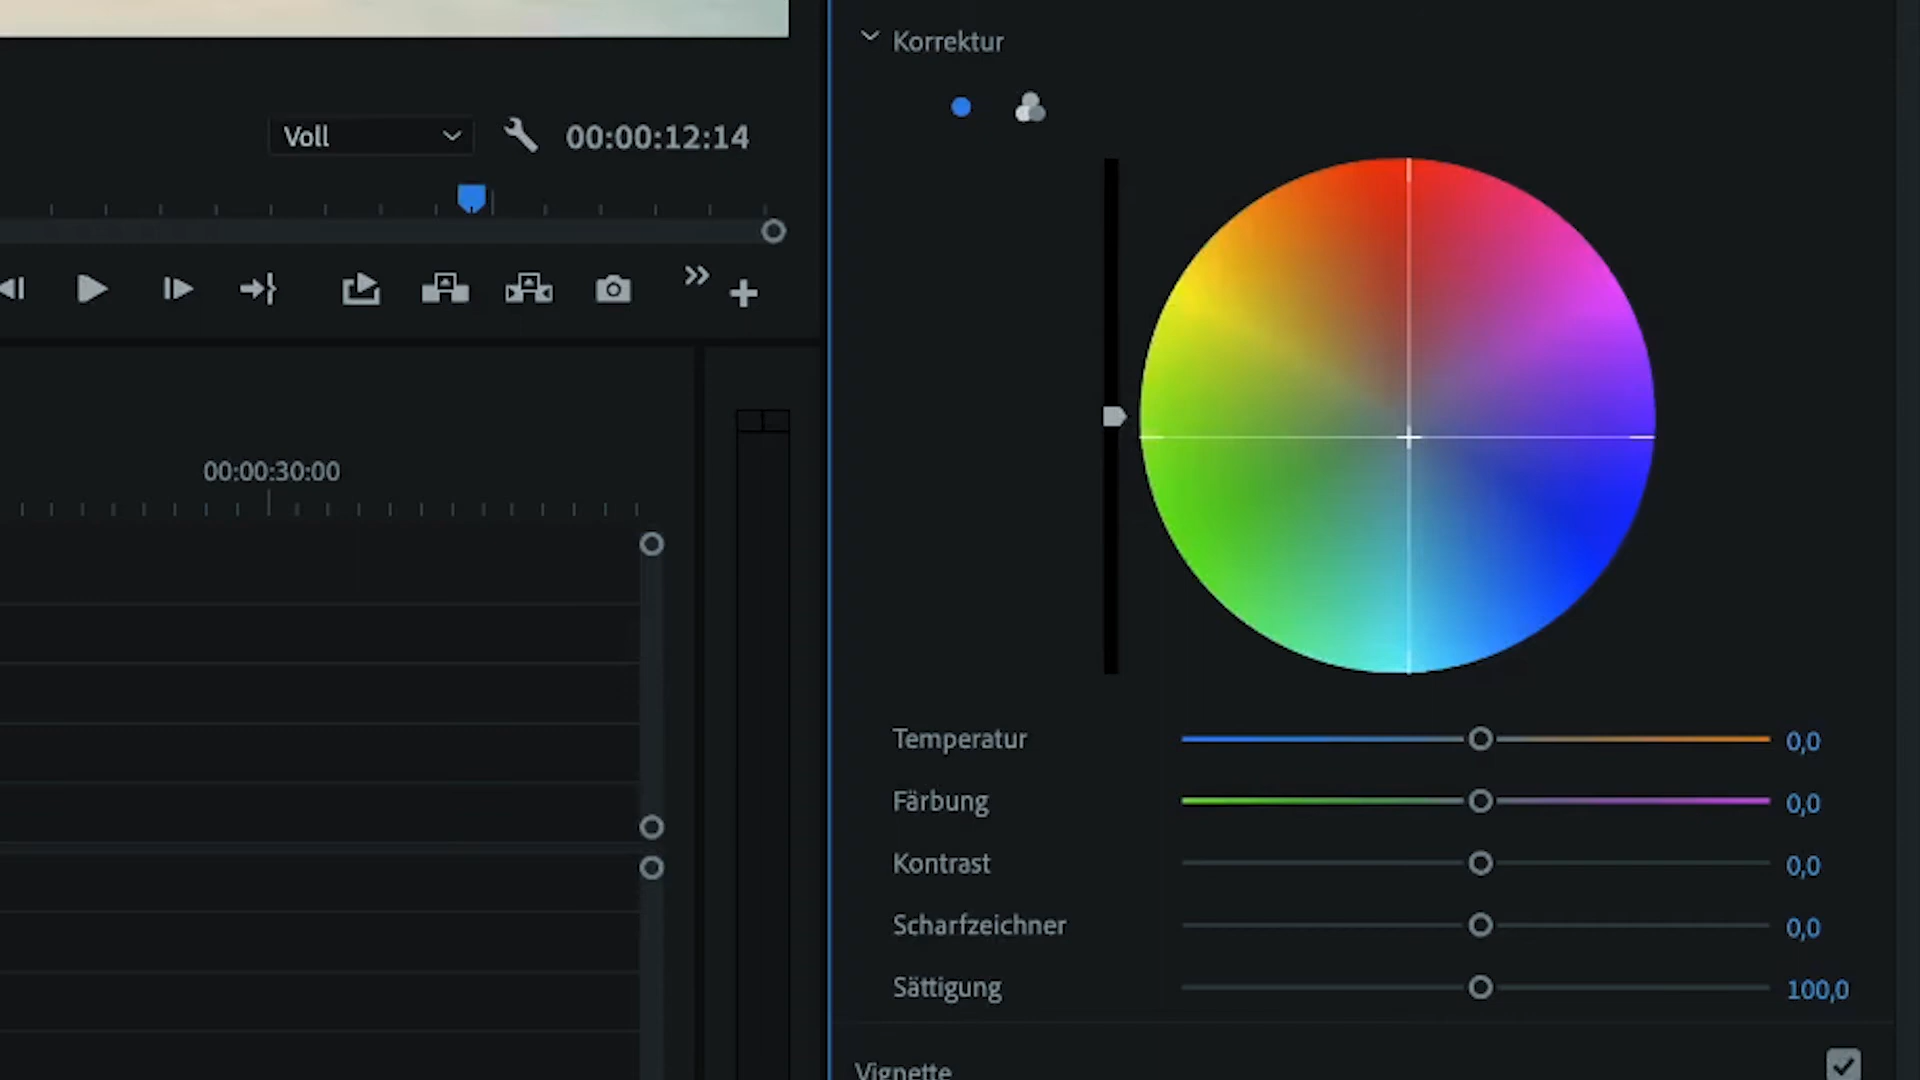 Korrektur
Voll
00:00:12:14
00:00:30:00
Temperatur 0,0
Färbung 0,0
Kontrast 0,0
Scharfzeichner 0,0
Sättigung 100,0
Vignette